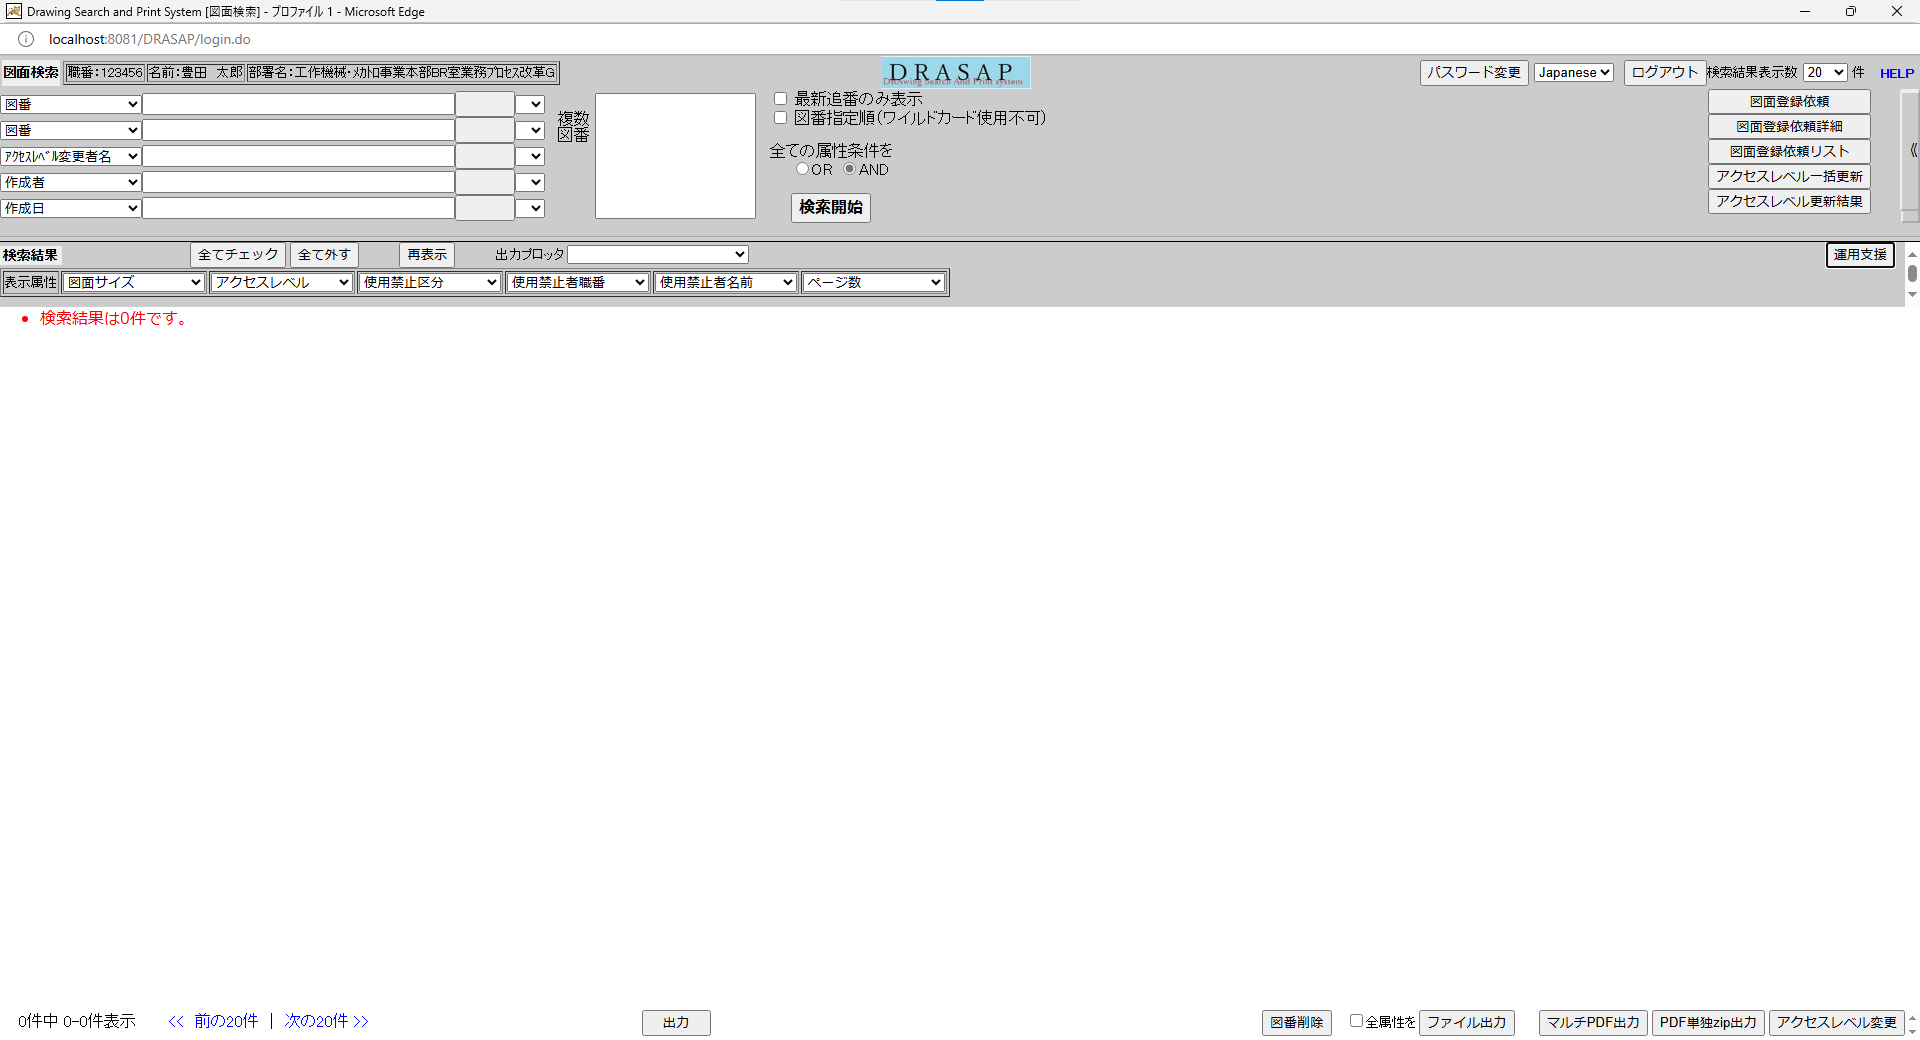 Drawing Search and Print System [図面検索] - プロファイル 1 - Microsoft Edge
localhost:8081/DRASAP/login.do
図面検索 職番：123456 名前：豊田　太郎 部署名：工作機械・ﾒｶﾄﾛ事業本部BR室業務ﾌﾟﾛｾｽ改革G DRASAP パスワード変更 Japanese ログアウト 検索結果表示数 20 件 HELP
DRAwing Search And Print system
図番 複数図番 最新追番のみ表示 図面登録依頼
図番 図番指定順（ワイルドカード使用不可） 図面登録依頼詳細
ｱｸｾｽﾚﾍﾞﾙ変更者名 全ての属性条件を 図面登録依頼リスト 《
作成者 OR AND アクセスレベル一括更新
作成日 検索開始 アクセスレベル更新結果
検索結果 全てチェック 全て外す 再表示 出力プロッタ 運用支援
表示属性 図面サイズ アクセスレベル 使用禁止区分 使用禁止者職番 使用禁止者名前 ページ数
• 検索結果は0件です。
0件中 0-0件表示 << 前の20件 | 次の20件 >> 出力 図番削除 全属性を ファイル出力 マルチPDF出力 PDF単独zip出力 アクセスレベル変更